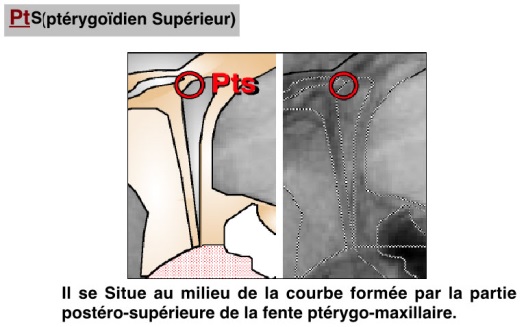 PtS(ptérygoïdien Supérieur)
Pts
Il se Situe au milieu de la courbe formée par la partie
postéro-supérieure de la fente ptérygo-maxillaire.